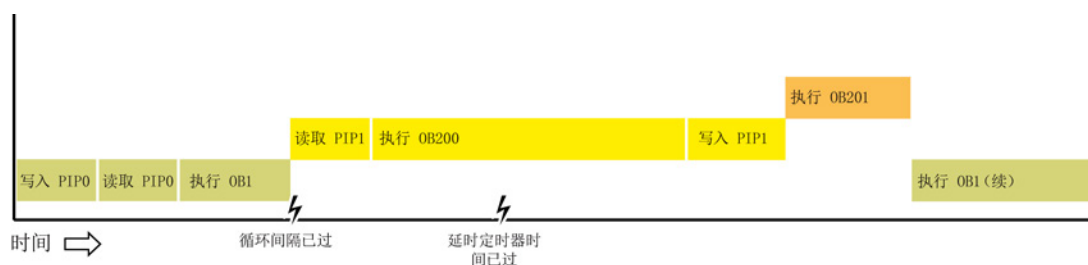 执行 OB201
读取 PIP1 执行 OB200 写入 PIP1
写入 PIP0 读取 PIP0 执行 OB1 执行 OB1(续)
时间 循环间隔已过 延时定时器时
间已过